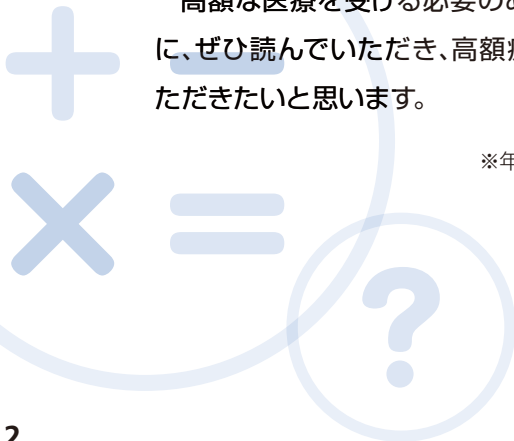 高額な医療を受ける必要のあ
に、ぜひ読んでいただき、高額
ただきたいと思います。
※年
2